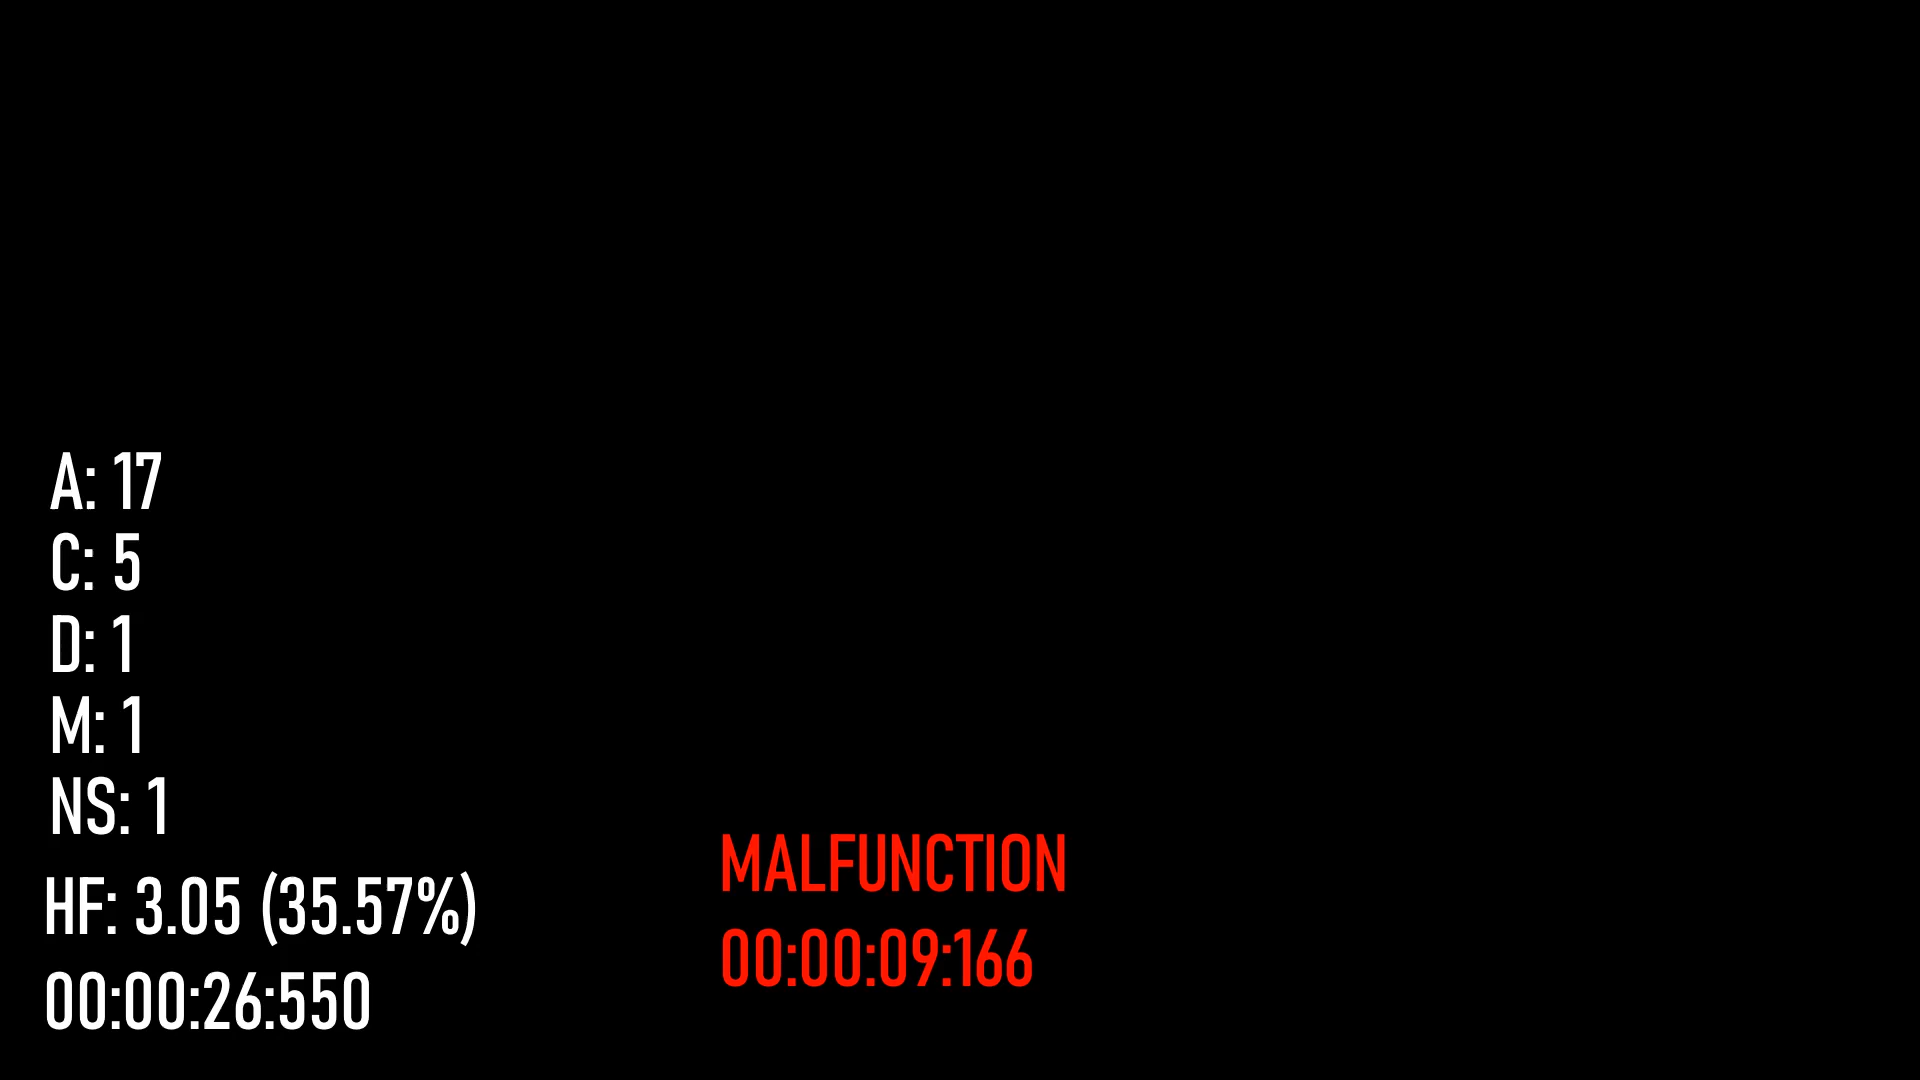 A: 17
C: 5
D: 1
M: 1
NS: 1
HF: 3.05 (35.57%)
00:00:26:550
MALFUNCTION
00:00:09:166